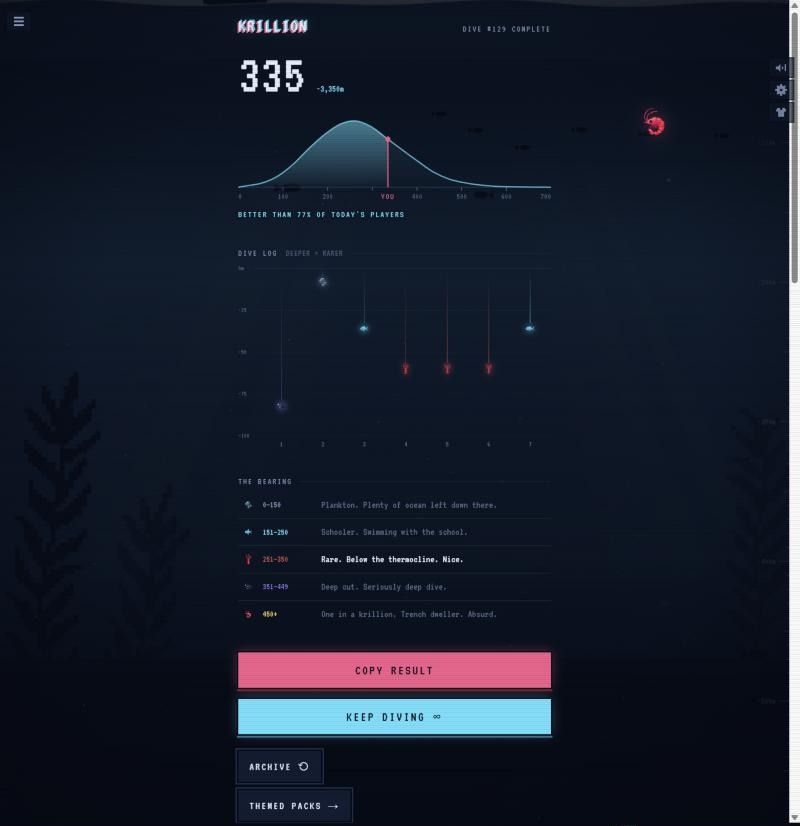 KRILLION
DIVE #129 COMPLETE
335 -3,350m
0 100 200 YOU 400 500 600 700
BETTER THAN 77% OF TODAY'S PLAYERS
DIVE LOG DEEPER = RARER
0m
-25
-50
-75
-100
1 2 3 4 5 6 7
THE BEARING
0-150 Plankton. Plenty of ocean left down there.
151-250 Schooler. Swimming with the school.
251-350 Rare. Below the thermocline. Nice.
351-449 Deep cut. Seriously deep dive.
450+ One in a krillion. Trench dweller. Absurd.
COPY RESULT
KEEP DIVING ∞
ARCHIVE
THEMED PACKS →